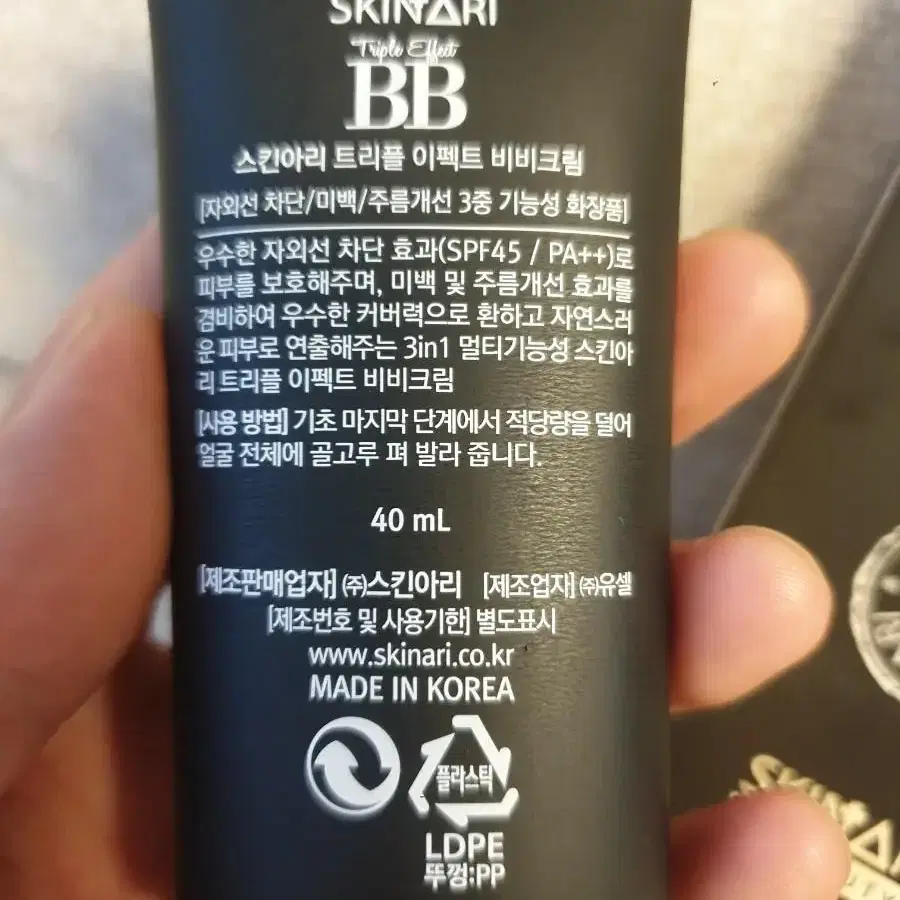 SKINARI
Triple Effect
BB
스킨아리 트리플 이펙트 비비크림
[자외선 차단/미백/주름개선 3중 기능성 화장품]
우수한 자외선 차단 효과(SPF45 / PA++)로
피부를 보호해주며, 미백 및 주름개선 효과를
겸비하여 우수한 커버력으로 환하고 자연스러
운 피부로 연출해주는 3in1 멀티기능성 스킨아
리 트리플 이펙트 비비크림
[사용 방법] 기초 마지막 단계에서 적당량을 덜어
얼굴 전체에 골고루 펴 발라 줍니다.
40 mL
[제조판매업자] ㈜스킨아리 [제조업자] ㈜유셀
[제조번호 및 사용기한] 별도표시
www.skinari.co.kr
MADE IN KOREA
플라스틱
LDPE
뚜껑:PP